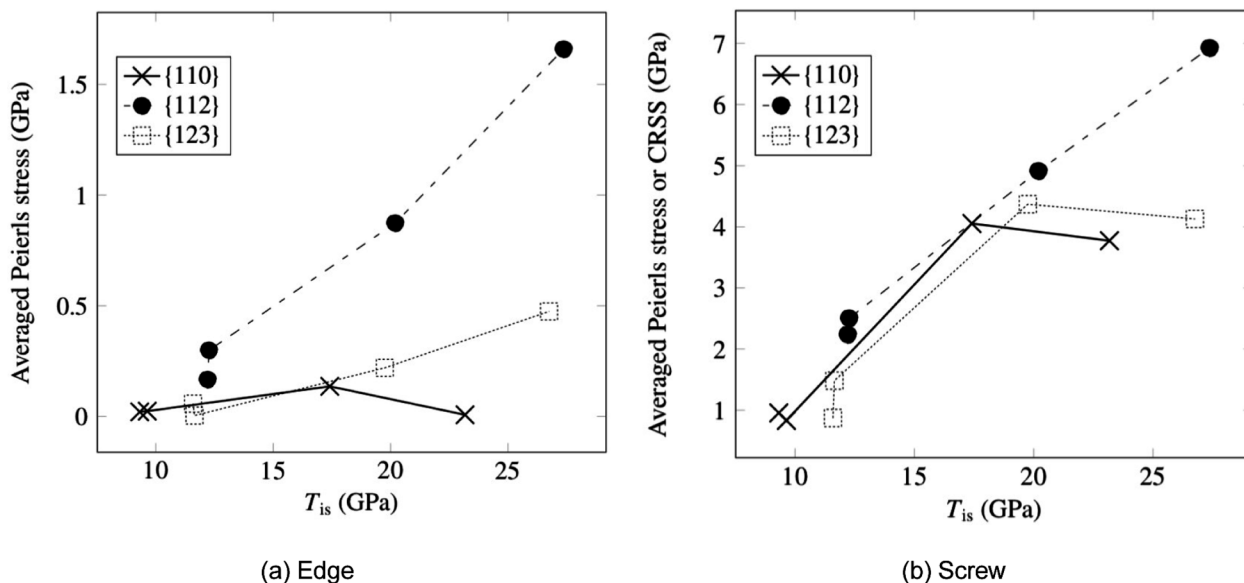 Averaged Peierls stress (GPa)
1.5
1
0.5
0
{110}
{112}
{123}
10 15 20 25
T_is (GPa)
(a) Edge
Averaged Peierls stress or CRSS (GPa)
7
6
5
4
3
2
1
{110}
{112}
{123}
10 15 20 25
T_is (GPa)
(b) Screw